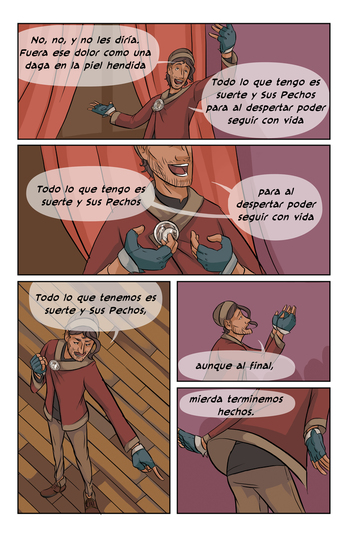 No, no, y no les diría.
Fuera ese dolor como una
daga en la piel hendida
Todo lo que tengo es
suerte y Sus Pechos
para al despertar poder
seguir con vida
Todo lo que tengo es
suerte y Sus Pechos
para al
despertar poder
seguir con vida
Todo lo que tenemos es
suerte y Sus Pechos,
aunque al final,
mierda terminemos
hechos.